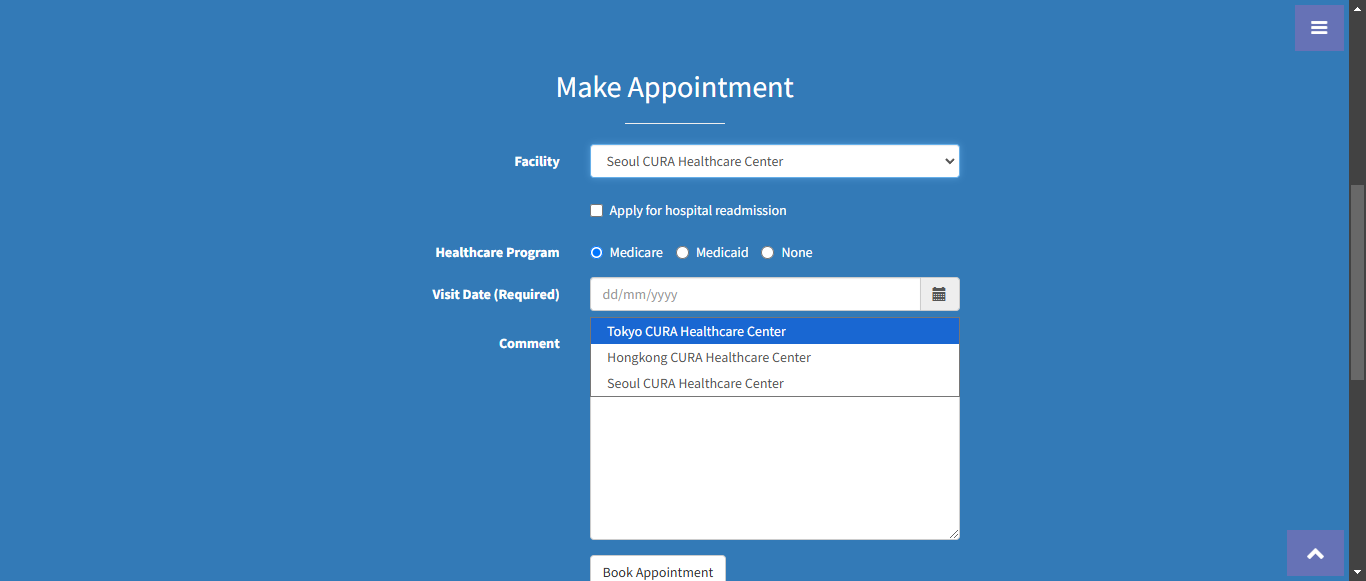 Make Appointment
Facility
Seoul CURA Healthcare Center
Apply for hospital readmission
Healthcare Program
Medicare Medicaid None
Visit Date (Required)
dd/mm/yyyy
Comment
Tokyo CURA Healthcare Center
Hongkong CURA Healthcare Center
Seoul CURA Healthcare Center
Book Appointment